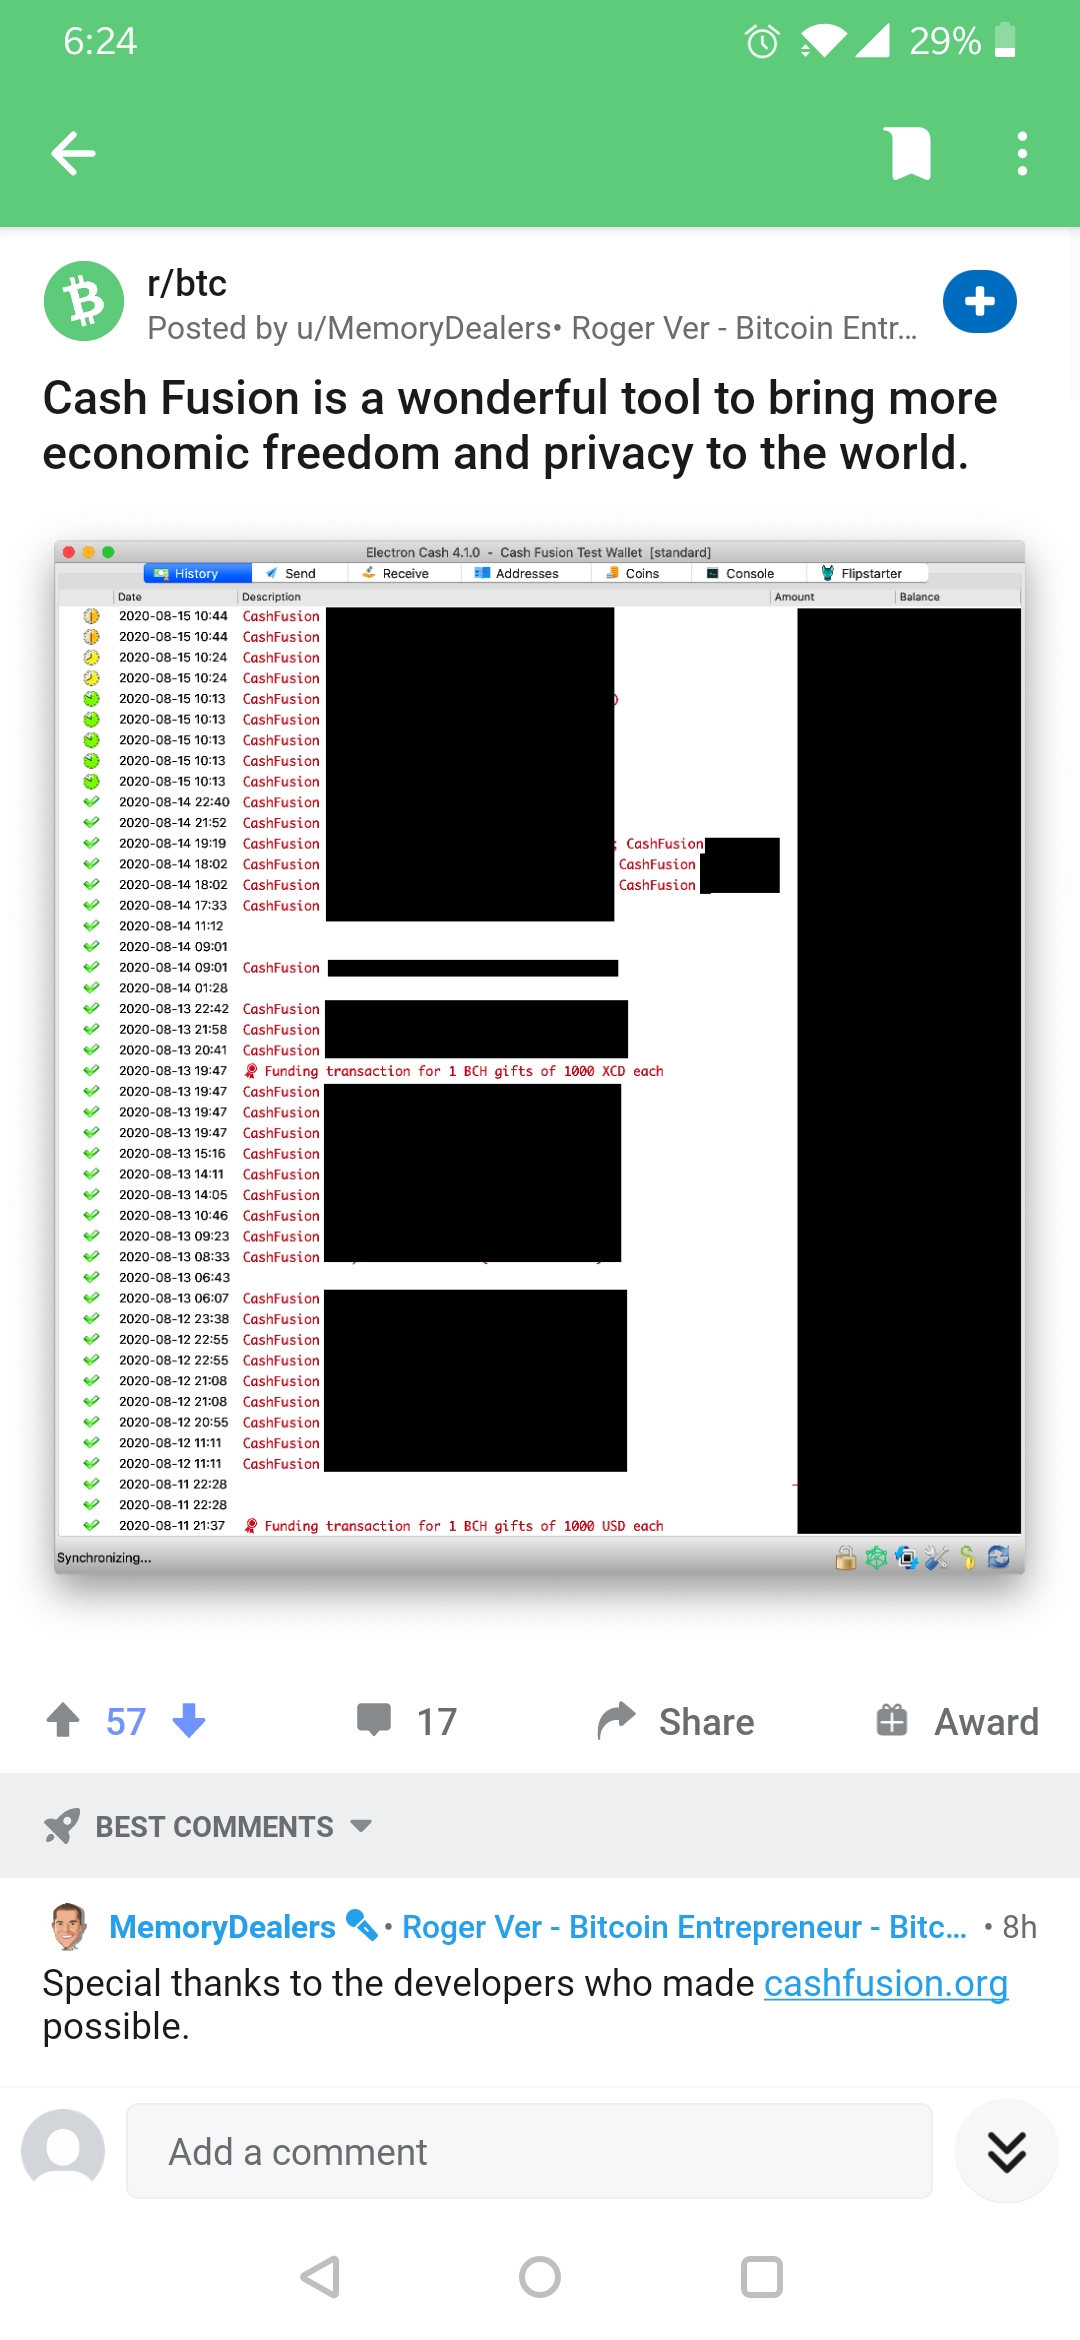 6:24
29%
r/btc
Posted by u/MemoryDealers• Roger Ver - Bitcoin Entr...
Cash Fusion is a wonderful tool to bring more
economic freedom and privacy to the world.
Electron Cash 4.1.0 - Cash Fusion Test Wallet [standard]
History Send Receive Addresses Coins Console Flipstarter
Date Description Amount Balance
2020-08-15 10:44 CashFusion
2020-08-15 10:44 CashFusion
2020-08-15 10:24 CashFusion
2020-08-15 10:24 CashFusion
2020-08-15 10:13 CashFusion )
2020-08-15 10:13 CashFusion
2020-08-15 10:13 CashFusion
2020-08-15 10:13 CashFusion
2020-08-15 10:13 CashFusion
2020-08-14 22:40 CashFusion
2020-08-14 21:52 CashFusion
2020-08-14 19:19 CashFusion ; CashFusion
2020-08-14 18:02 CashFusion CashFusion
2020-08-14 18:02 CashFusion CashFusion
2020-08-14 17:33 CashFusion
2020-08-14 11:12
2020-08-14 09:01
2020-08-14 09:01 CashFusion
2020-08-14 01:28
2020-08-13 22:42 CashFusion
2020-08-13 21:58 CashFusion
2020-08-13 20:41 CashFusion
2020-08-13 19:47 Funding transaction for 1 BCH gifts of 1000 XCD each
2020-08-13 19:47 CashFusion
2020-08-13 19:47 CashFusion
2020-08-13 19:47 CashFusion
2020-08-13 15:16 CashFusion
2020-08-13 14:11 CashFusion
2020-08-13 14:05 CashFusion
2020-08-13 10:46 CashFusion
2020-08-13 09:23 CashFusion
2020-08-13 08:33 CashFusion
2020-08-13 06:43
2020-08-13 06:07 CashFusion
2020-08-12 23:38 CashFusion
2020-08-12 22:55 CashFusion
2020-08-12 22:55 CashFusion
2020-08-12 21:08 CashFusion
2020-08-12 21:08 CashFusion
2020-08-12 20:55 CashFusion
2020-08-12 11:11 CashFusion
2020-08-12 11:11 CashFusion
2020-08-11 22:28
2020-08-11 22:28
2020-08-11 21:37 Funding transaction for 1 BCH gifts of 1000 USD each
Synchronizing...
57 17 Share Award
BEST COMMENTS
MemoryDealers • Roger Ver - Bitcoin Entrepreneur - Bitc... • 8h
Special thanks to the developers who made cashfusion.org
possible.
Add a comment